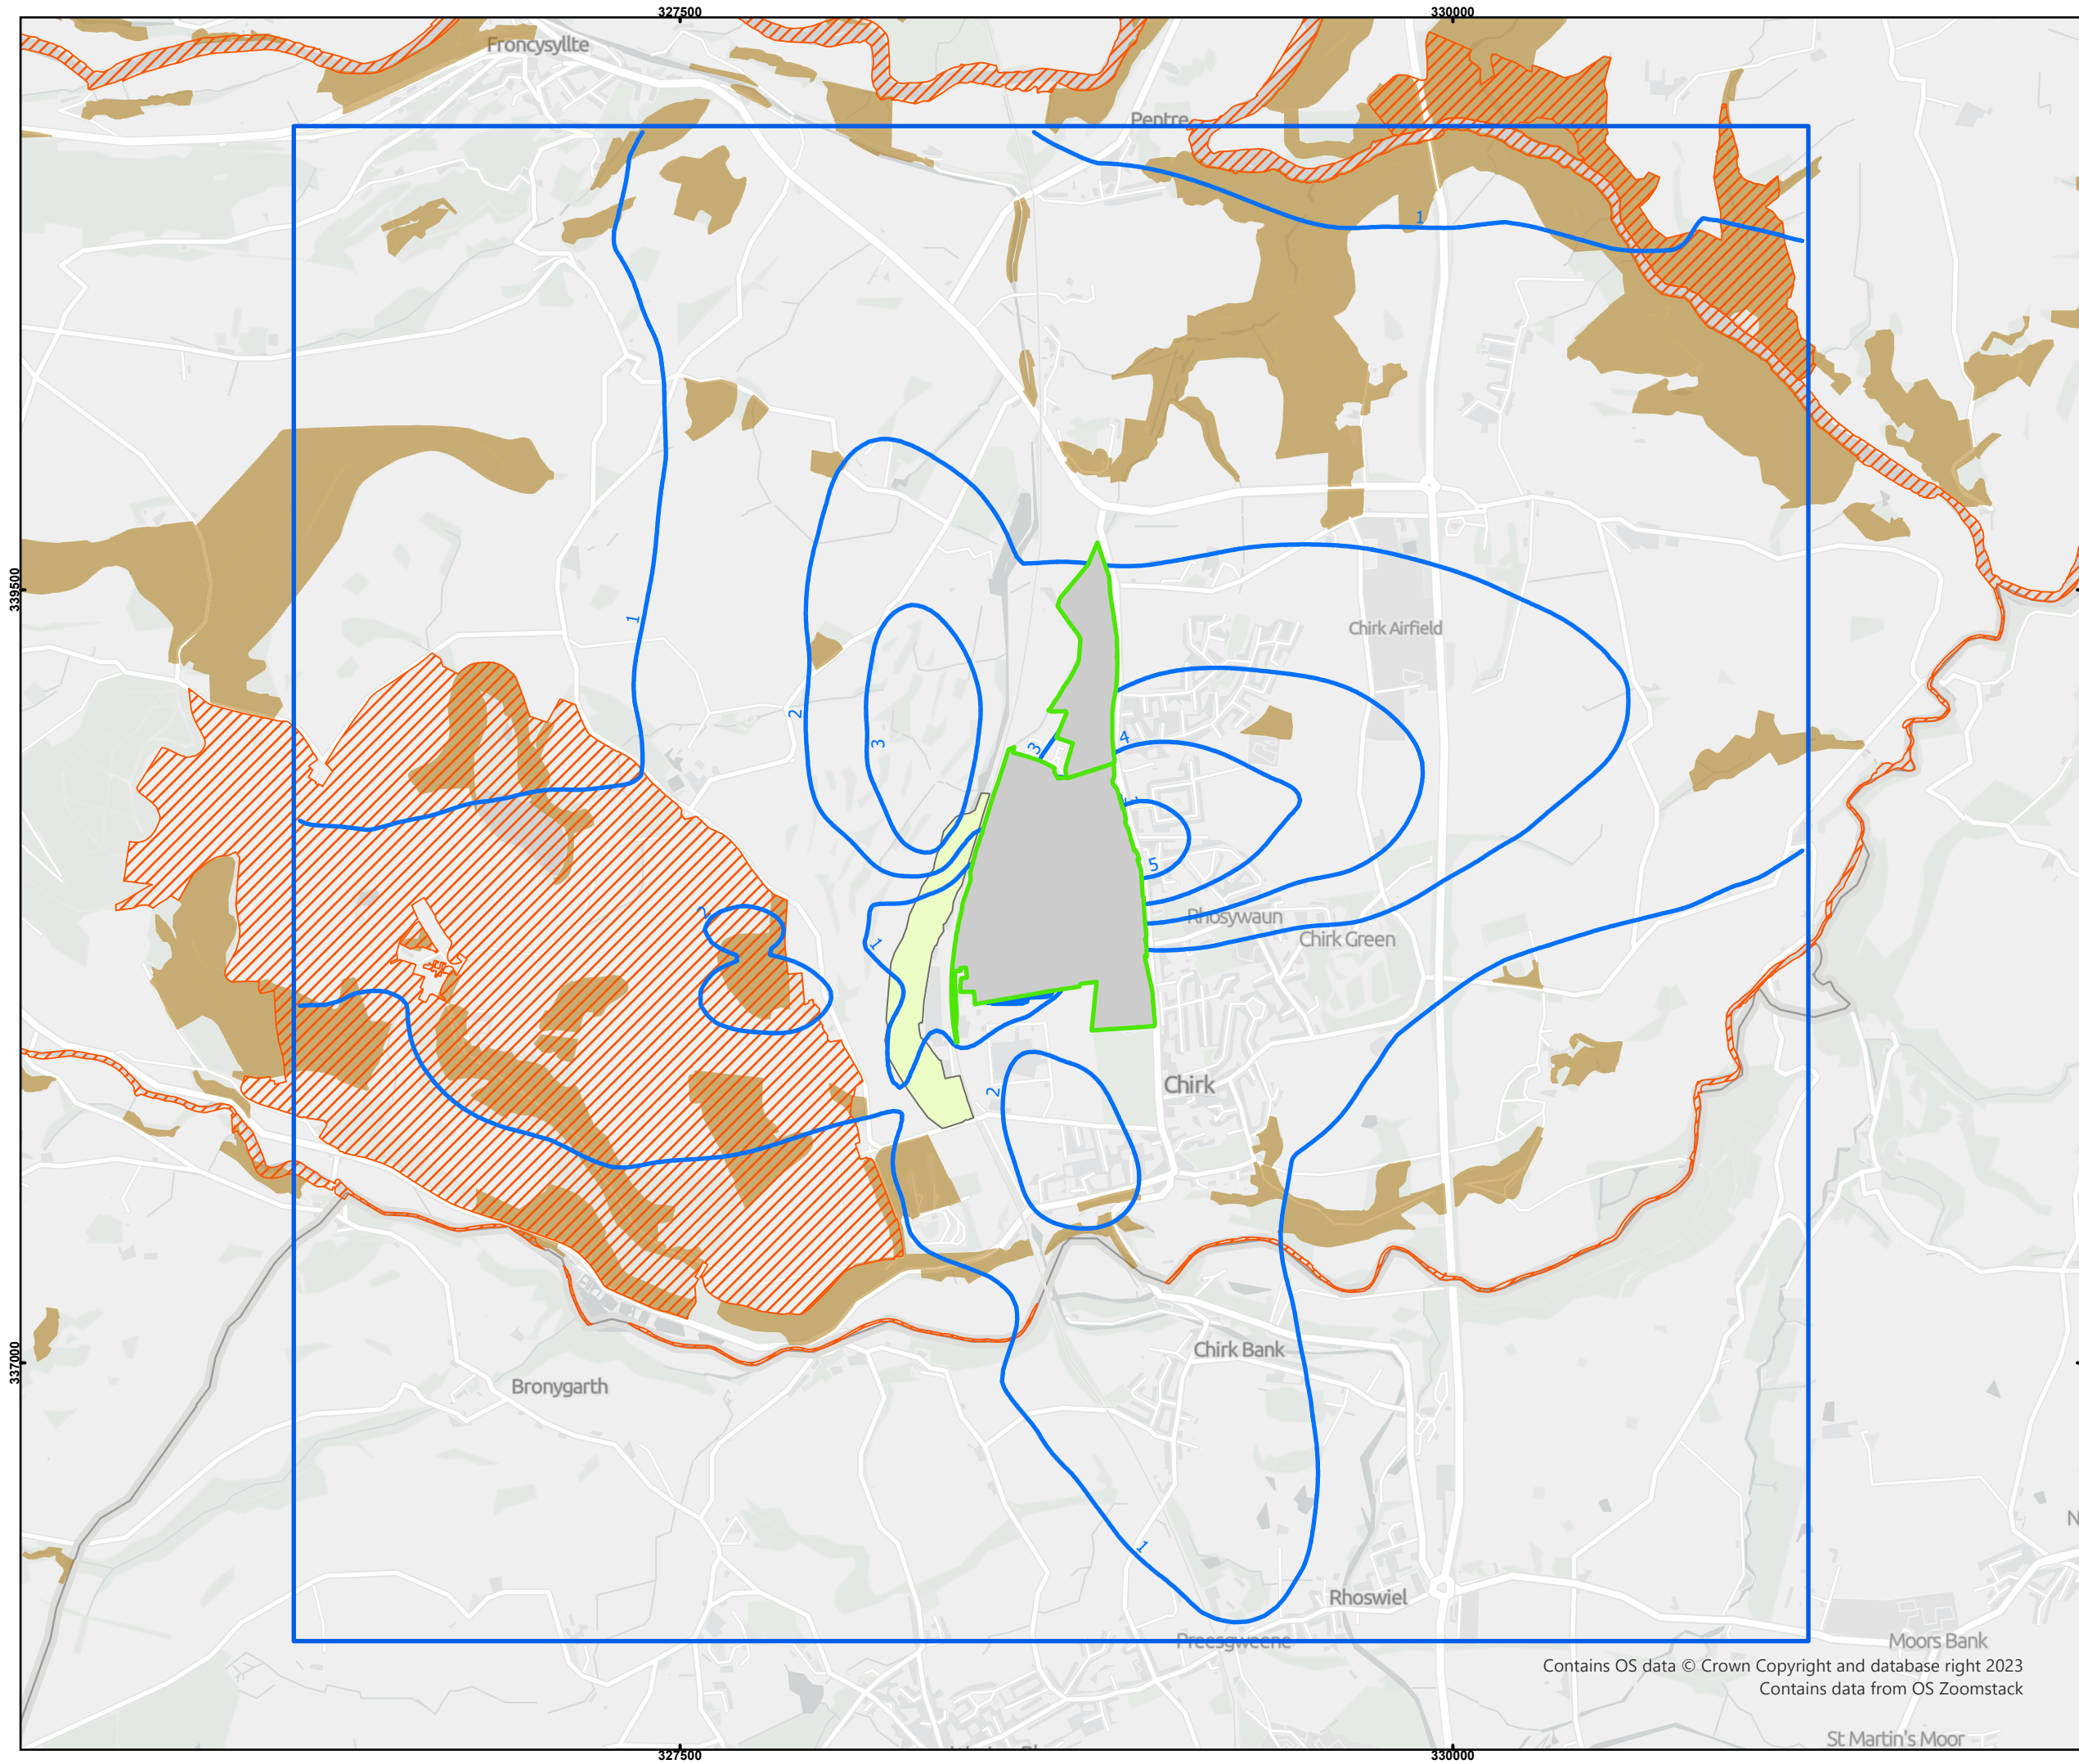 327500
330000
Froncysyllte
Pentre
1
339500
Chirk Airfield
1
2
3
3
4
5
2
1
Rhosywaun
Chirk Green
Chirk
2
Chirk Bank
337000
Bronygarth
1
Rhoswiel
Preesgweene
Moors Bank
Contains OS data © Crown Copyright and database right 2023
Contains data from OS Zoomstack
St Martin's Moor
327500
330000